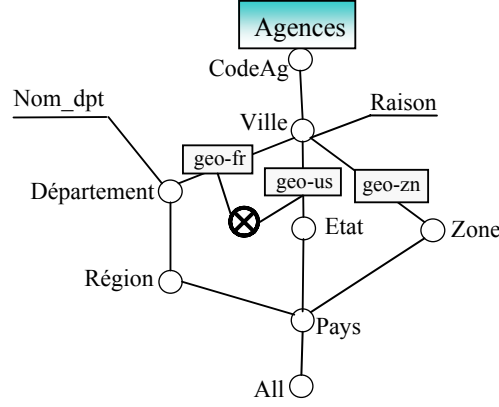 Agences
CodeAg
Nom_dpt
Raison
Ville
geo-fr
geo-us
geo-zn
Département
Etat
Zone
Région
Pays
All